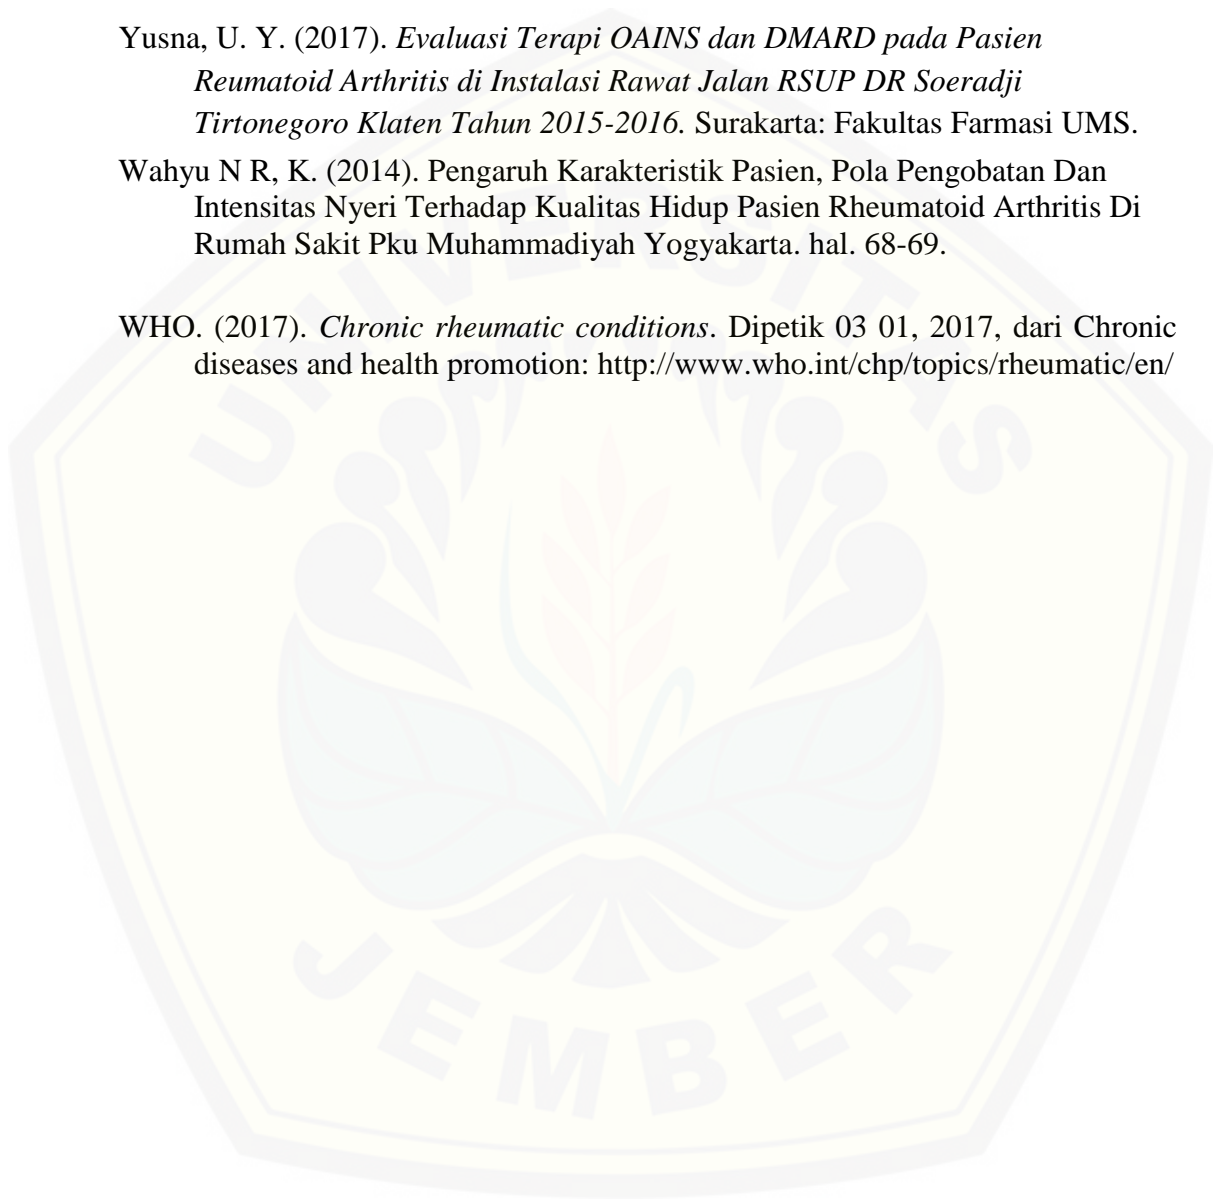 Yusna, U. Y. (2017). Evaluasi Terapi OAINS dan DMARD pada Pasien
Reumatoid Arthritis di Instalasi Rawat Jalan RSUP DR Soeradji
Tirtonegoro Klaten Tahun 2015-2016. Surakarta: Fakultas Farmasi UMS.
Wahyu N R, K. (2014). Pengaruh Karakteristik Pasien, Pola Pengobatan Dan
Intensitas Nyeri Terhadap Kualitas Hidup Pasien Rheumatoid Arthritis Di
Rumah Sakit Pku Muhammadiyah Yogyakarta. hal. 68-69.
WHO. (2017). Chronic rheumatic conditions. Dipetik 03 01, 2017, dari Chronic
diseases and health promotion: http://www.who.int/chp/topics/rheumatic/en/
UNIVERSITAS
JEMBER